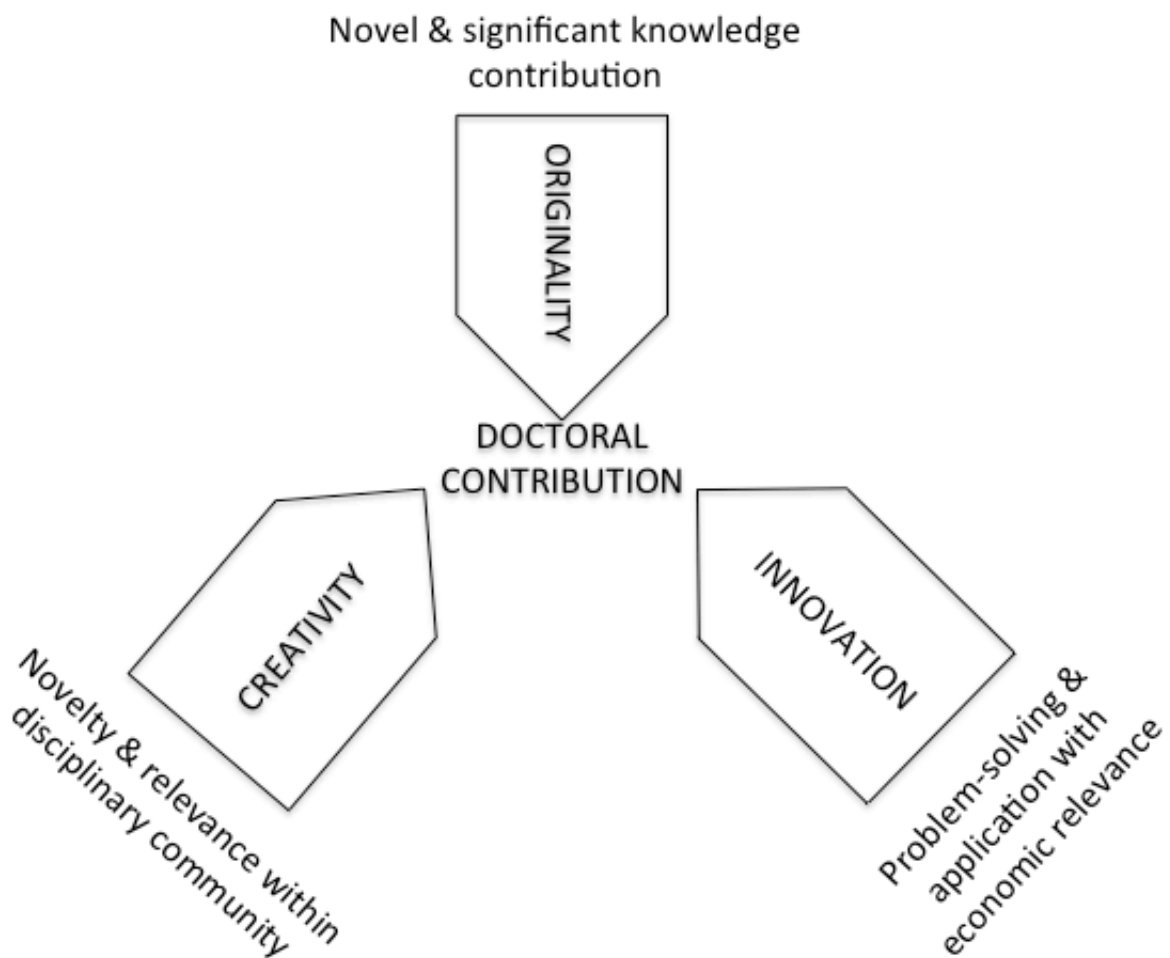 Novel & significant knowledge
contribution
ORIGINALITY
DOCTORAL
CONTRIBUTION
CREATIVITY
INNOVATION
Novelty & relevance within
disciplinary community
Problem-solving &
application with
economic relevance